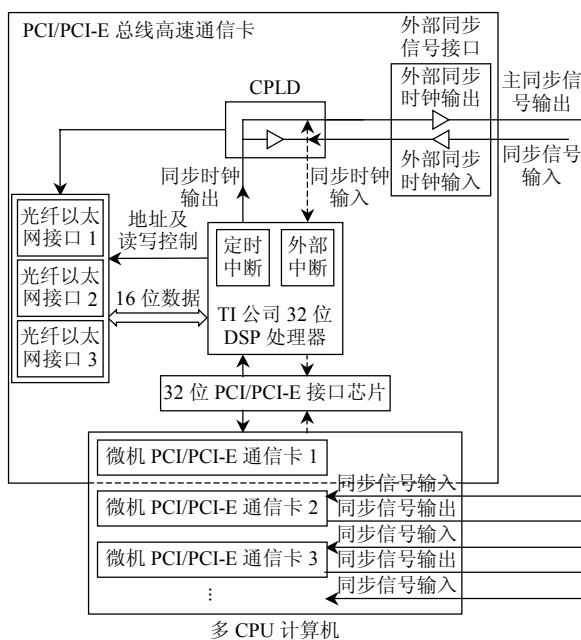 PCI/PCI-E 总线高速通信卡
外部同步
信号接口
CPLD
外部同步
时钟输出
主同步信
号输出
外部同步
时钟输入
同步信号
输入
同步时钟
输出
同步时钟
输入
光纤以太
网接口 1
地址及
读写控制
定时
中断
外部
中断
光纤以太
网接口 2
16 位数据
TI 公司 32 位
DSP 处理器
光纤以太
网接口 3
32 位 PCI/PCI-E 接口芯片
微机 PCI/PCI-E 通信卡 1
同步信号输入
微机 PCI/PCI-E 通信卡 2
同步信号输出
同步信号输入
微机 PCI/PCI-E 通信卡 3
同步信号输出
同步信号输入
⋮
多 CPU 计算机